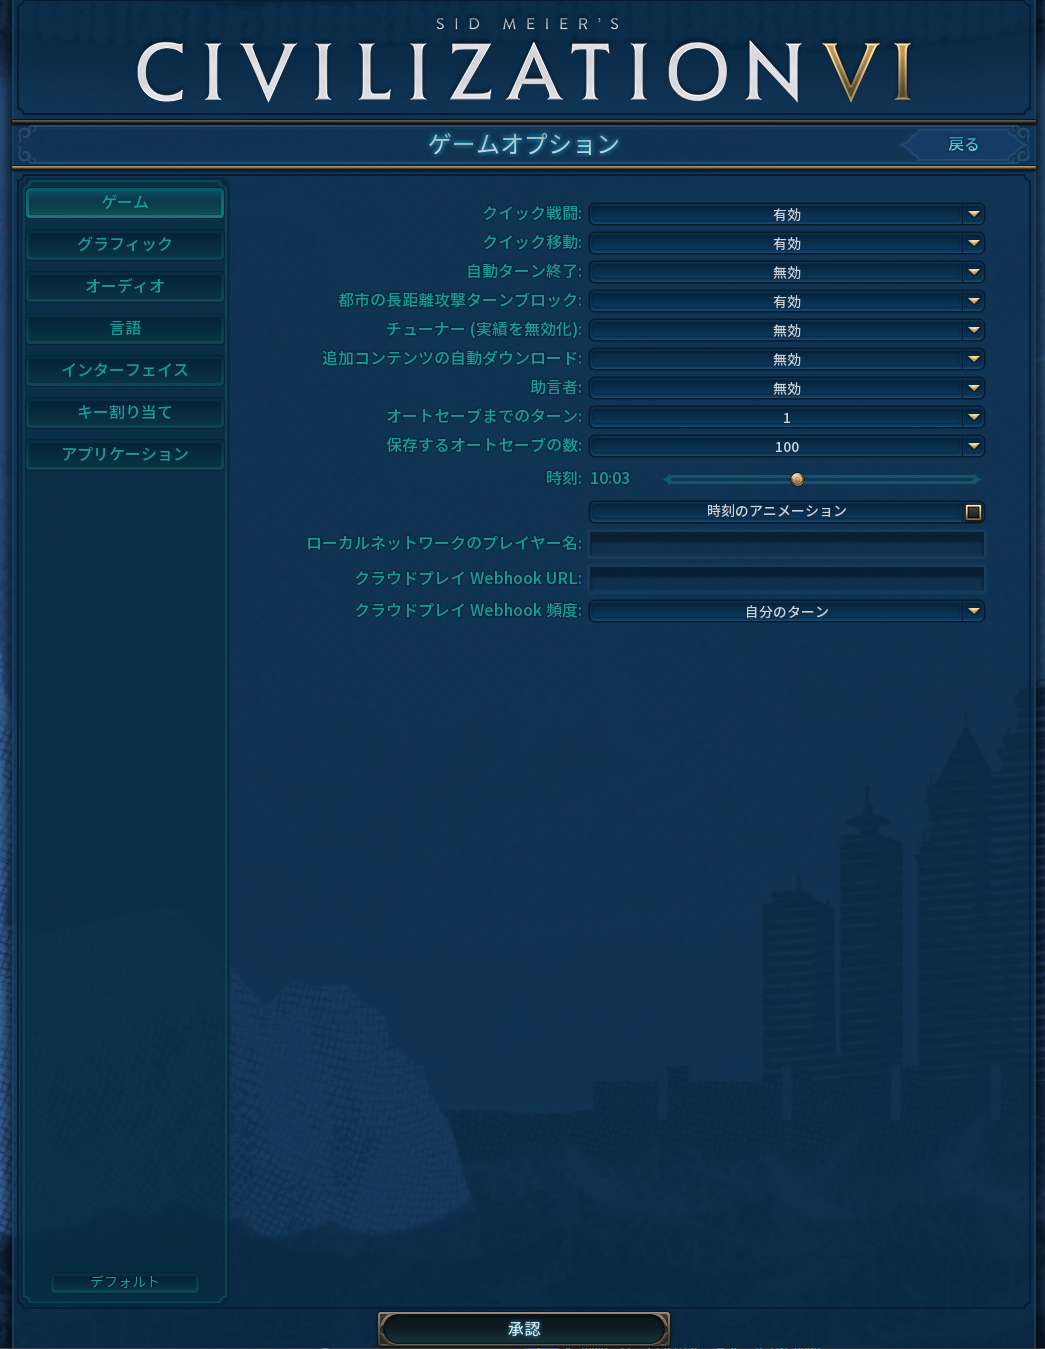 SID MEIER'S
CIVILIZATION VI
ゲームオプション
戻る
ゲーム
グラフィック
オーディオ
言語
インターフェイス
キー割り当て
アプリケーション
デフォルト
クイック戦闘: 有効
クイック移動: 有効
自動ターン終了: 無効
都市の長距離攻撃ターンブロック: 有効
チューナー (実績を無効化): 無効
追加コンテンツの自動ダウンロード: 無効
助言者: 無効
オートセーブまでのターン: 1
保存するオートセーブの数: 100
時刻: 10:03
時刻のアニメーション
ローカルネットワークのプレイヤー名:
クラウドプレイ Webhook URL:
クラウドプレイ Webhook 頻度: 自分のターン
承認